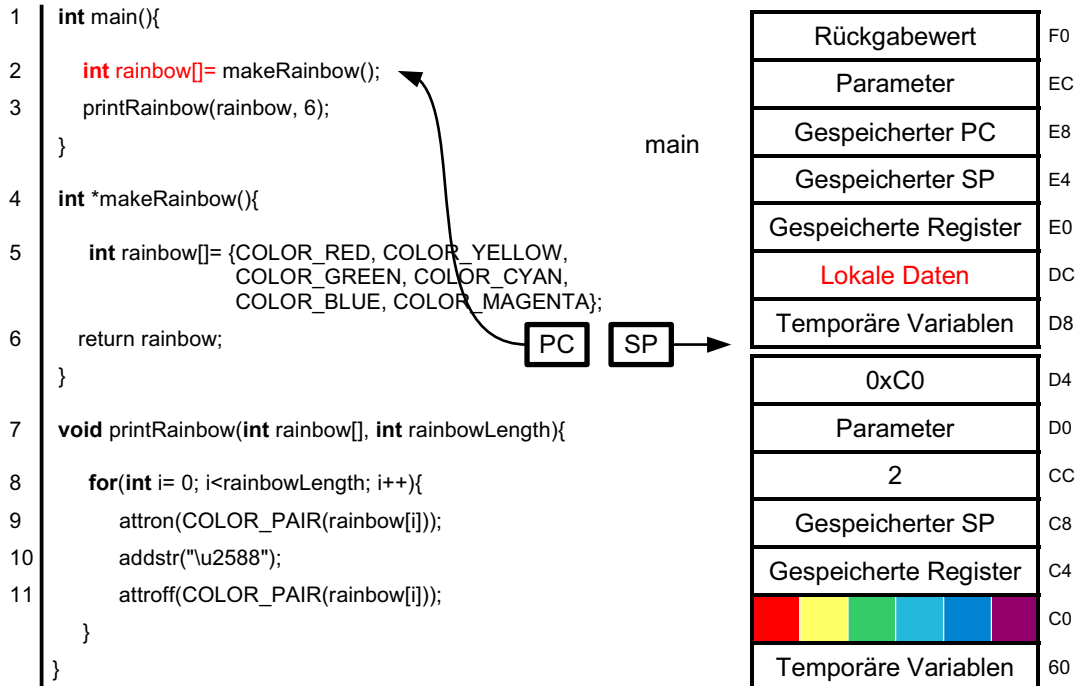 1 int main(){
2 int rainbow[]= makeRainbow();
3 printRainbow(rainbow, 6);
}
4 int *makeRainbow(){
5 int rainbow[]= {COLOR_RED, COLOR_YELLOW,
COLOR_GREEN, COLOR_CYAN,
COLOR_BLUE, COLOR_MAGENTA};
6 return rainbow;
}
7 void printRainbow(int rainbow[], int rainbowLength){
8 for(int i= 0; i<rainbowLength; i++){
9 attron(COLOR_PAIR(rainbow[i]));
10 addstr("\u2588");
11 attroff(COLOR_PAIR(rainbow[i]));
}
}
PC SP
main
Rückgabewert F0
Parameter EC
Gespeicherter PC E8
Gespeicherter SP E4
Gespeicherte Register E0
Lokale Daten DC
Temporäre Variablen D8
0xC0 D4
Parameter D0
2 CC
Gespeicherter SP C8
Gespeicherte Register C4
C0
Temporäre Variablen 60